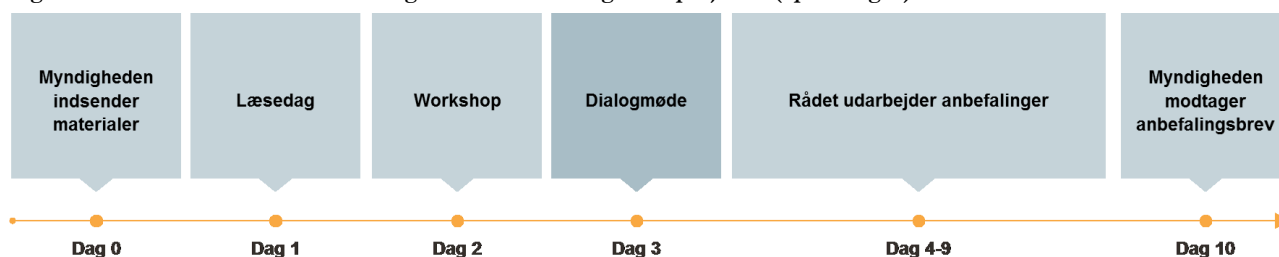 Myndigheden
indsender
materialer
Læsedag
Workshop
Dialogmøde
Rådet udarbejder anbefalinger
Myndigheden
modtager
anbefalingsbrev
Dag 0
Dag 1
Dag 2
Dag 3
Dag 4-9
Dag 10